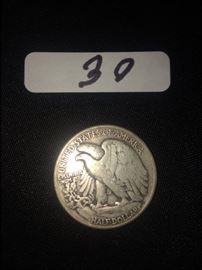 30
UNITED STATES OF AMERICA
HALF DOLLAR